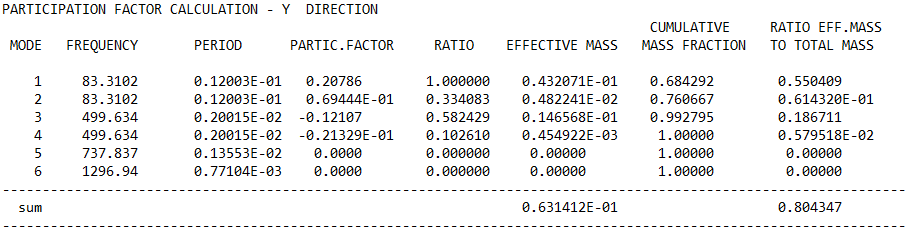 PARTICIPATION FACTOR CALCULATION - Y  DIRECTION
CUMULATIVE RATIO EFF.MASS
MODE FREQUENCY PERIOD PARTIC.FACTOR RATIO EFFECTIVE MASS MASS FRACTION TO TOTAL MASS
1 83.3102 0.12003E-01 0.20786 1.000000 0.432071E-01 0.684292 0.550409
2 83.3102 0.12003E-01 0.69444E-01 0.334083 0.482241E-02 0.760667 0.614320E-01
3 499.634 0.20015E-02 -0.12107 0.582429 0.146568E-01 0.992795 0.186711
4 499.634 0.20015E-02 -0.21329E-01 0.102610 0.454922E-03 1.00000 0.579518E-02
5 737.837 0.13553E-02 0.0000 0.000000 0.00000 1.00000 0.00000
6 1296.94 0.77104E-03 0.0000 0.000000 0.00000 1.00000 0.00000
sum 0.631412E-01 0.804347